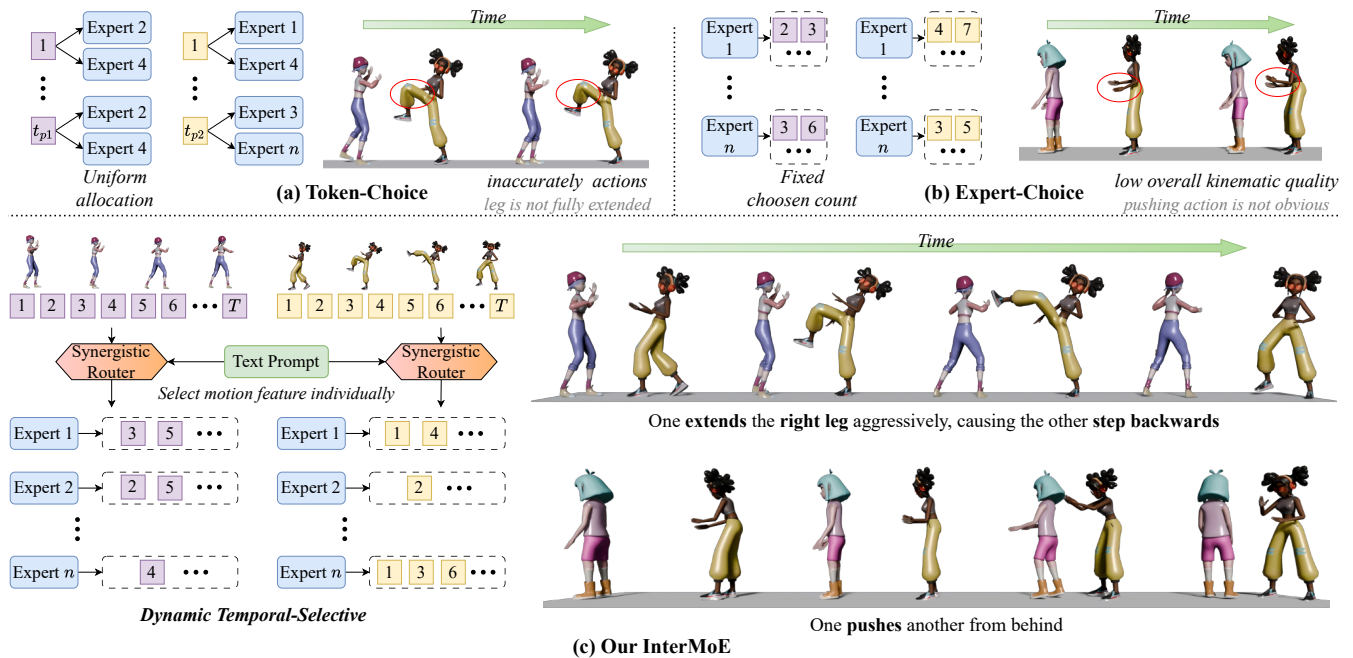 1
Expert 2
Expert 4
t_{p1}
Expert 2
Expert 4
1
Expert 1
Expert 4
t_{p2}
Expert 3
Expert n
Uniform
allocation
Time
(a) Token-Choice
inaccurately actions
leg is not fully extended
Expert
1
2 3
•••
Expert
n
3 6
•••
Expert
1
4 7
•••
Expert
n
3 5
•••
Fixed
choosen count
Time
(b) Expert-Choice
low overall kinematic quality
pushing action is not obvious
1 2 3 4 5 6 ••• T
1 2 3 4 5 6 ••• T
Synergistic
Router
Text Prompt
Synergistic
Router
Select motion feature individually
Expert 1
3 5 •••
Expert 2
2 5 •••
Expert n
4 •••
Expert 1
1 4 •••
Expert 2
2 •••
Expert n
1 3 6 •••
Dynamic Temporal-Selective
Time
One extends the right leg aggressively, causing the other step backwards
One pushes another from behind
(c) Our InterMoE